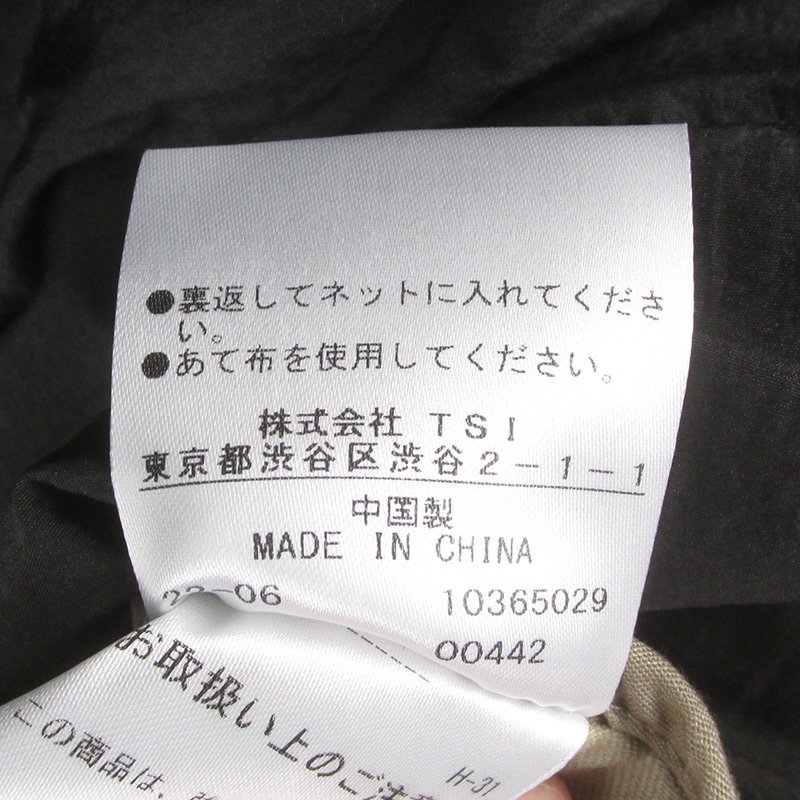 ●裏返してネットに入れてくださ
い。
●あて布を使用してください。
株式会社 TSI
東京都渋谷区渋谷2-1-1
中国製
MADE IN CHINA
10365029
00442
お取扱い上のご注意
この商品は、
H-31